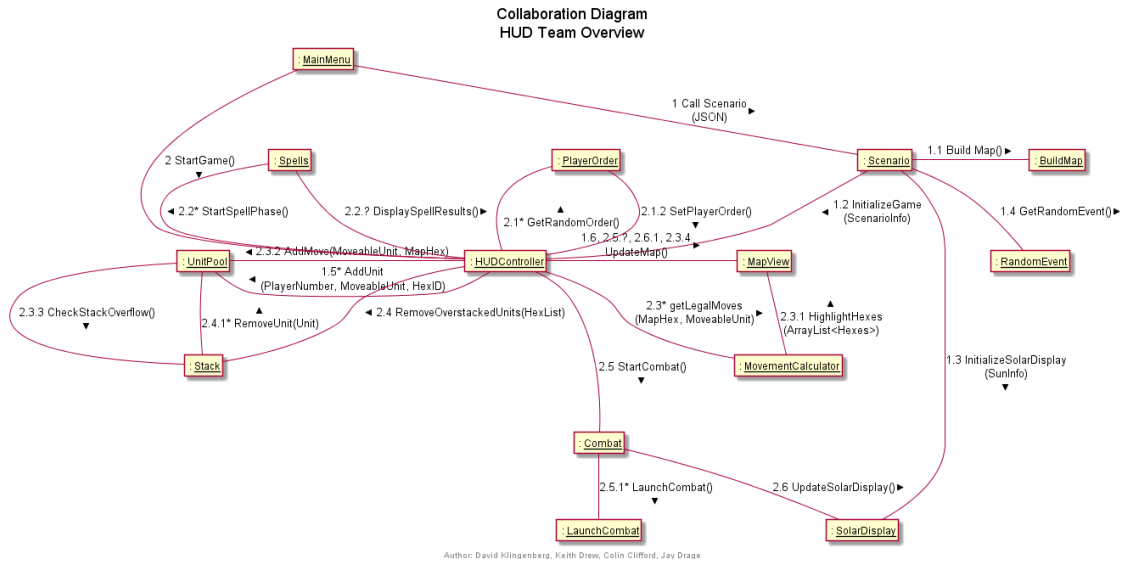 Collaboration Diagram
HUD Team Overview
: MainMenu
1 Call Scenario
(JSON)
2 StartGame()
: Spells
: PlayerOrder
: Scenario
1.1 Build Map()
: BuildMap
2.2* StartSpellPhase()
2.2.? DisplaySpellResults()
2.1* GetRandomOrder()
2.1.2 SetPlayerOrder()
1.2 InitializeGame
(ScenarioInfo)
1.4 GetRandomEvent()
1.6, 2.5.?, 2.6.1, 2.3.4
UpdateMap()
2.3.2 AddMove(MoveableUnit, MapHex)
: UnitPool
: HUDController
: MapView
: RandomEvent
1.5* AddUnit
(PlayerNumber, MoveableUnit, HexID)
2.3.3 CheckStackOverflow()
2.4.1* RemoveUnit(Unit)
2.4 RemoveOverstackedUnits(HexList)
2.3* getLegalMoves
(MapHex, MoveableUnit)
2.3.1 HighlightHexes
(ArrayList<Hexes>)
: Stack
2.5 StartCombat()
: MovementCalculator
1.3 InitializeSolarDisplay
(SunInfo)
: Combat
2.5.1* LaunchCombat()
2.6 UpdateSolarDisplay()
: LaunchCombat
: SolarDisplay
Author: David Klingenberg, Keith Drew, Colin Clifford, Jay Drage